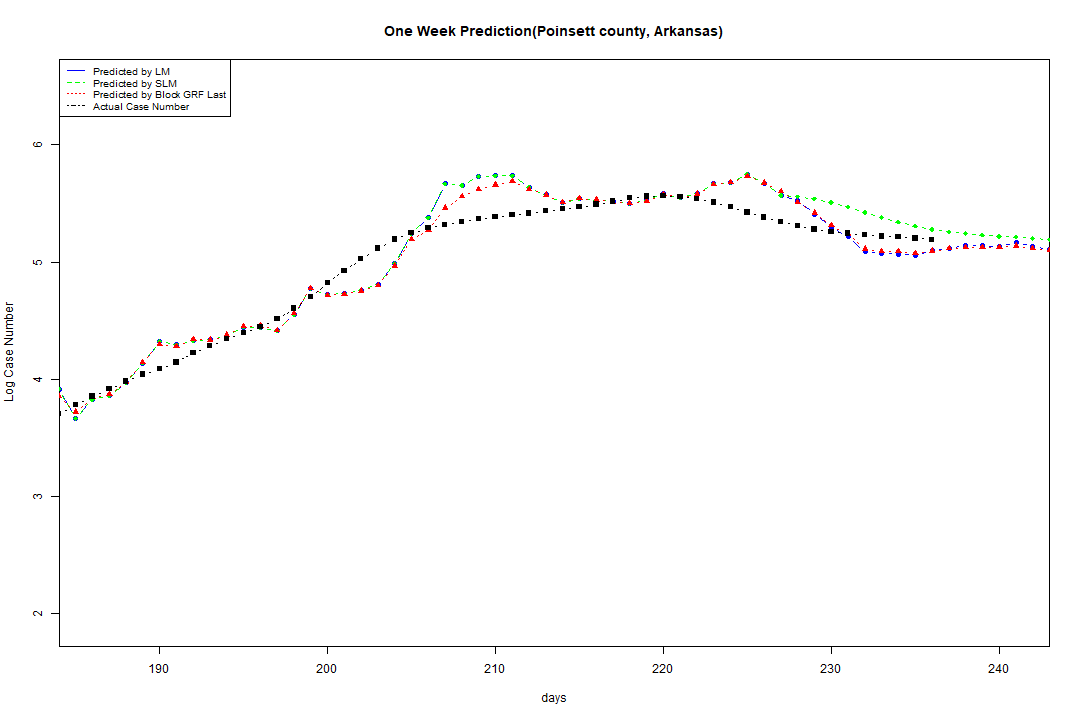 One Week Prediction(Poinsett county, Arkansas)
Predicted by LM
Predicted by SLM
Predicted by Block GRF Last
Actual Case Number
Log Case Number
6
5
4
3
2
190 200 210 220 230 240
days